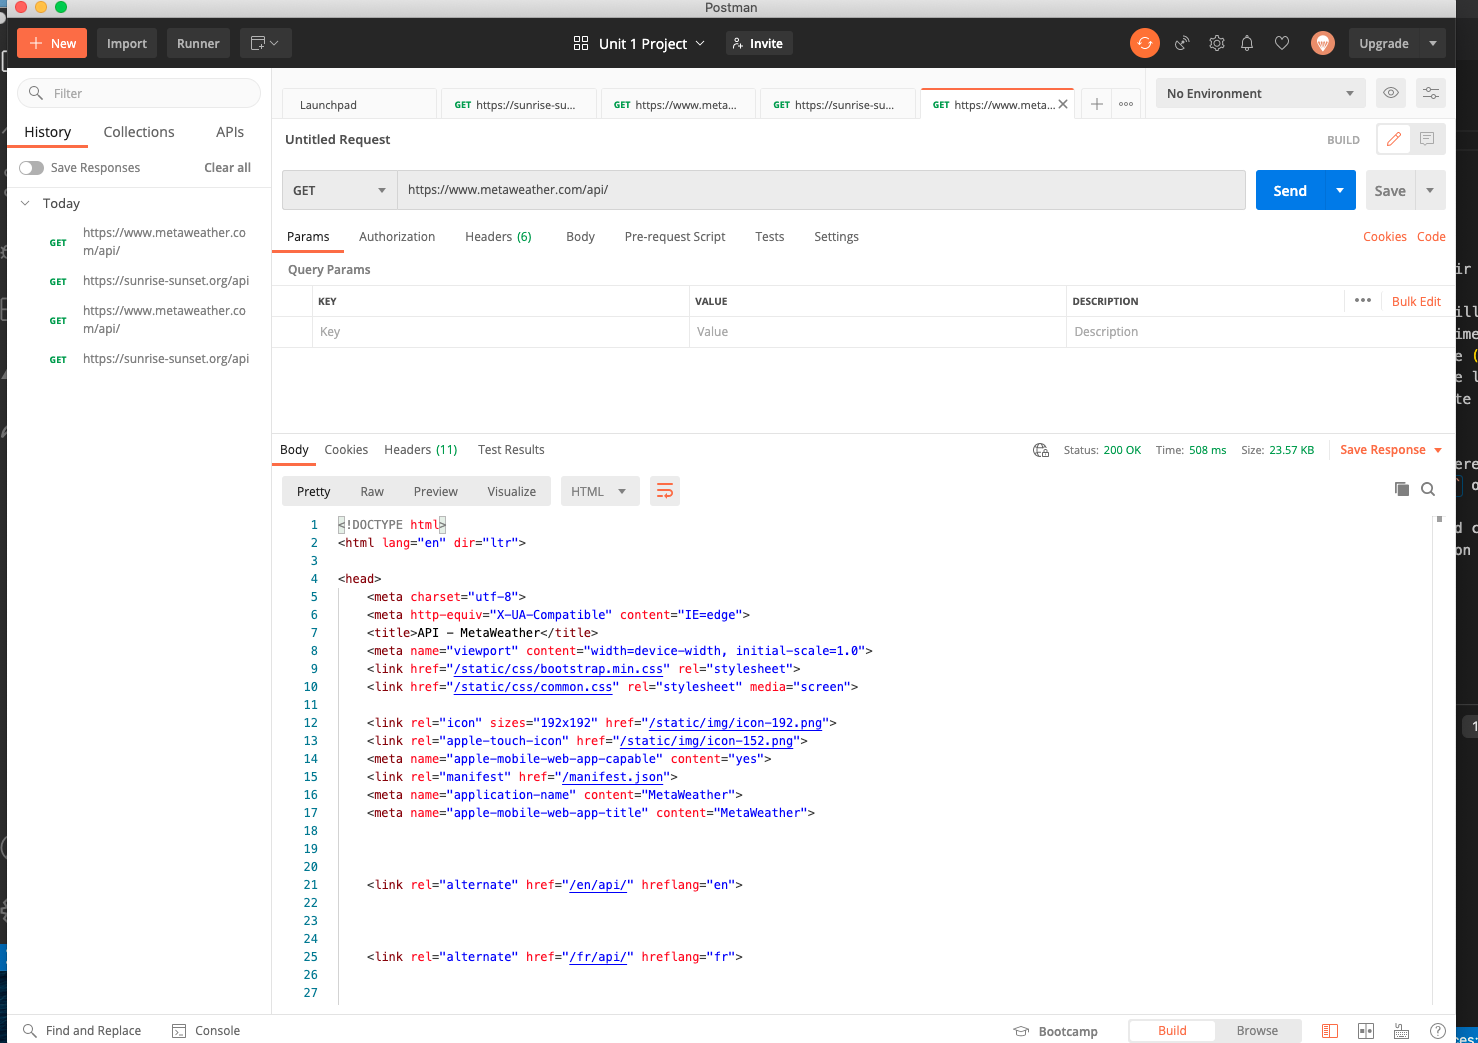 Postman
New
Import
Runner
Unit 1 Project
Invite
Upgrade
Filter
History
Collections
APIs
Save Responses
Clear all
Today
GET https://www.metaweather.co
m/api/
GET https://sunrise-sunset.org/api
GET https://www.metaweather.co
m/api/
GET https://sunrise-sunset.org/api
Launchpad
GET https://sunrise-su...
GET https://www.meta...
GET https://sunrise-su...
GET https://www.meta...
No Environment
Untitled Request
BUILD
GET
https://www.metaweather.com/api/
Send
Save
Params
Authorization
Headers (6)
Body
Pre-request Script
Tests
Settings
Cookies
Code
Query Params
KEY
VALUE
DESCRIPTION
Bulk Edit
Key
Value
Description
Body
Cookies
Headers (11)
Test Results
Status: 200 OK
Time: 508 ms
Size: 23.57 KB
Save Response
Pretty
Raw
Preview
Visualize
HTML
1 <!DOCTYPE html>
2 <html lang="en" dir="ltr">
3
4 <head>
5 <meta charset="utf-8">
6 <meta http-equiv="X-UA-Compatible" content="IE=edge">
7 <title>API - MetaWeather</title>
8 <meta name="viewport" content="width=device-width, initial-scale=1.0">
9 <link href="/static/css/bootstrap.min.css" rel="stylesheet">
10 <link href="/static/css/common.css" rel="stylesheet" media="screen">
11
12 <link rel="icon" sizes="192x192" href="/static/img/icon-192.png">
13 <link rel="apple-touch-icon" href="/static/img/icon-152.png">
14 <meta name="apple-mobile-web-app-capable" content="yes">
15 <link rel="manifest" href="/manifest.json">
16 <meta name="application-name" content="MetaWeather">
17 <meta name="apple-mobile-web-app-title" content="MetaWeather">
18
19
20
21 <link rel="alternate" href="/en/api/" hreflang="en">
22
23
24
25 <link rel="alternate" href="/fr/api/" hreflang="fr">
26
27
Find and Replace
Console
Bootcamp
Build
Browse